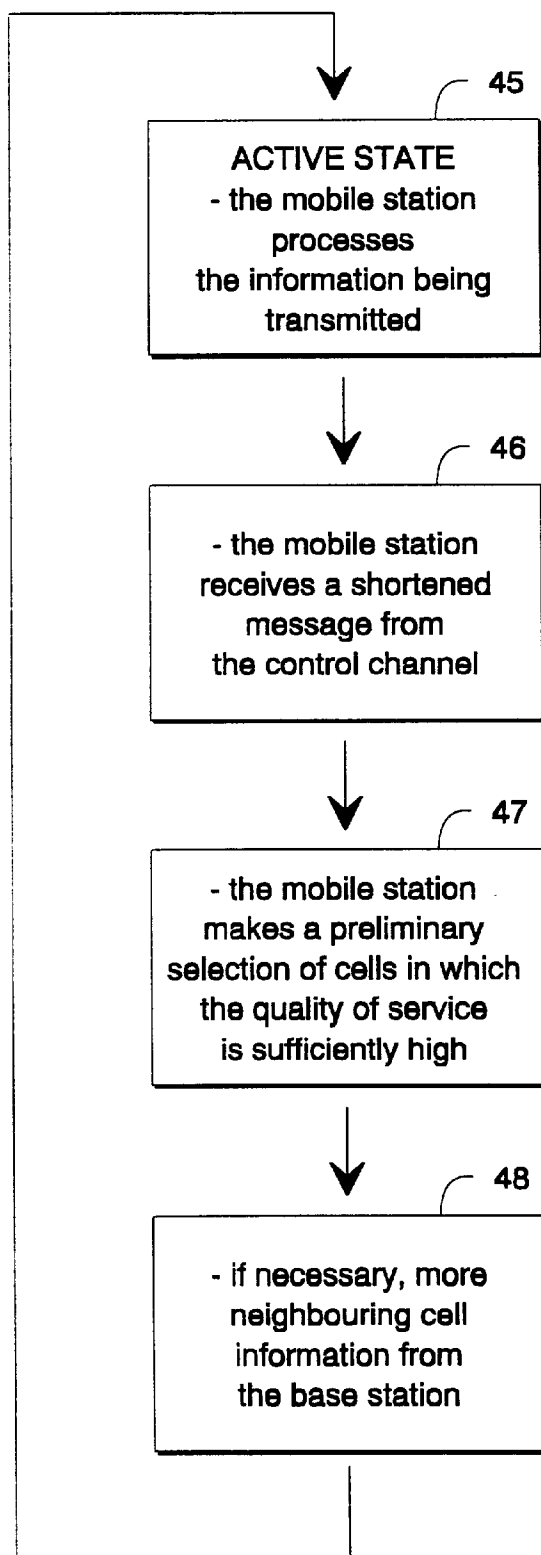 45
ACTIVE STATE
- the mobile station
processes
the information being
transmitted
46
- the mobile station
receives a shortened
message from
the control channel
47
- the mobile station
makes a preliminary
selection of cells in which
the quality of service
is sufficiently high
48
- if necessary, more
neighbouring cell
information from
the base station